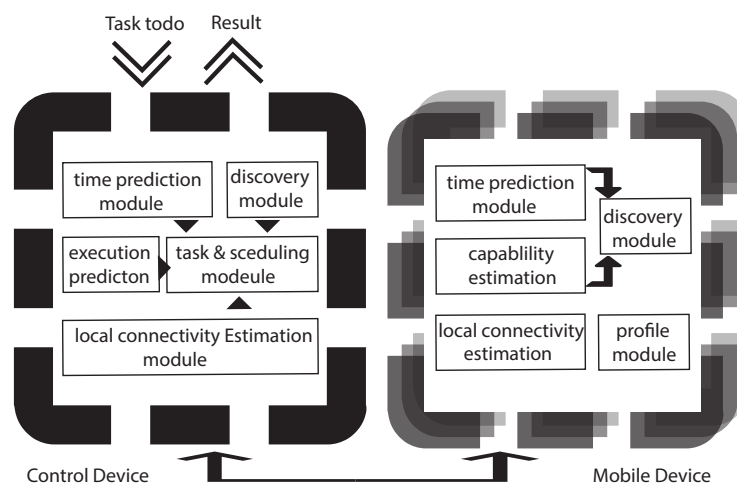 Task todo
Result
time prediction
module
discovery
module
execution
predicton
task & sceduling
modeule
local connectivity Estimation
module
time prediction
module
discovery
module
capablility
estimation
local connectivity
estimation
profile
module
Control Device
Mobile Device